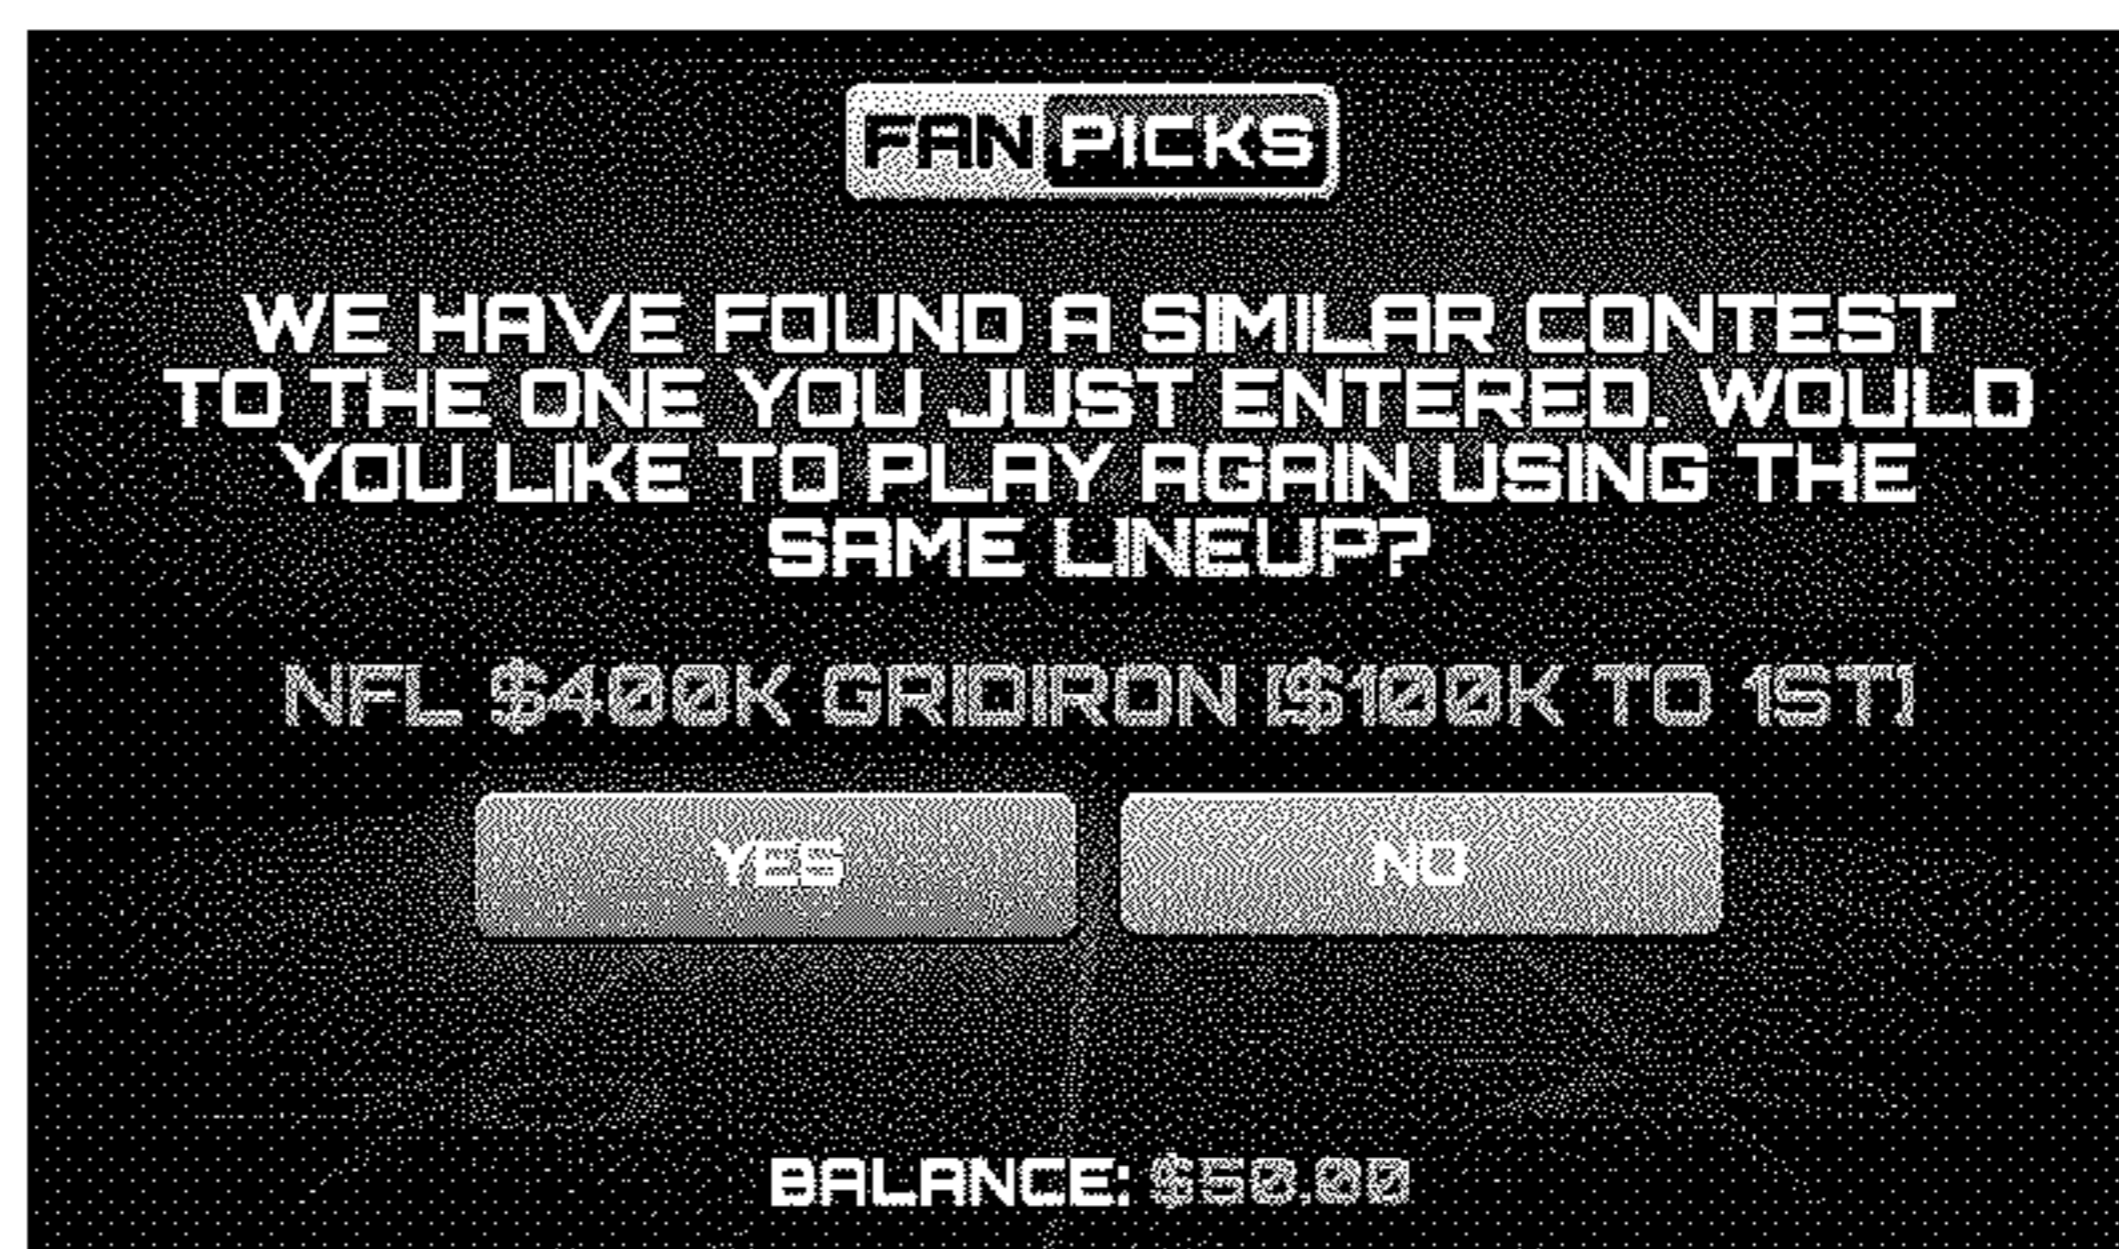 FAN PICKS
WE HAVE FOUND A SIMILAR CONTEST
TO THE ONE YOU JUST ENTERED. WOULD
YOU LIKE TO PLAY AGAIN USING THE
SAME LINEUP?
NFL $400K GRIDIRON [$100K TO 1ST]
YES
NO
BALANCE: $50.00